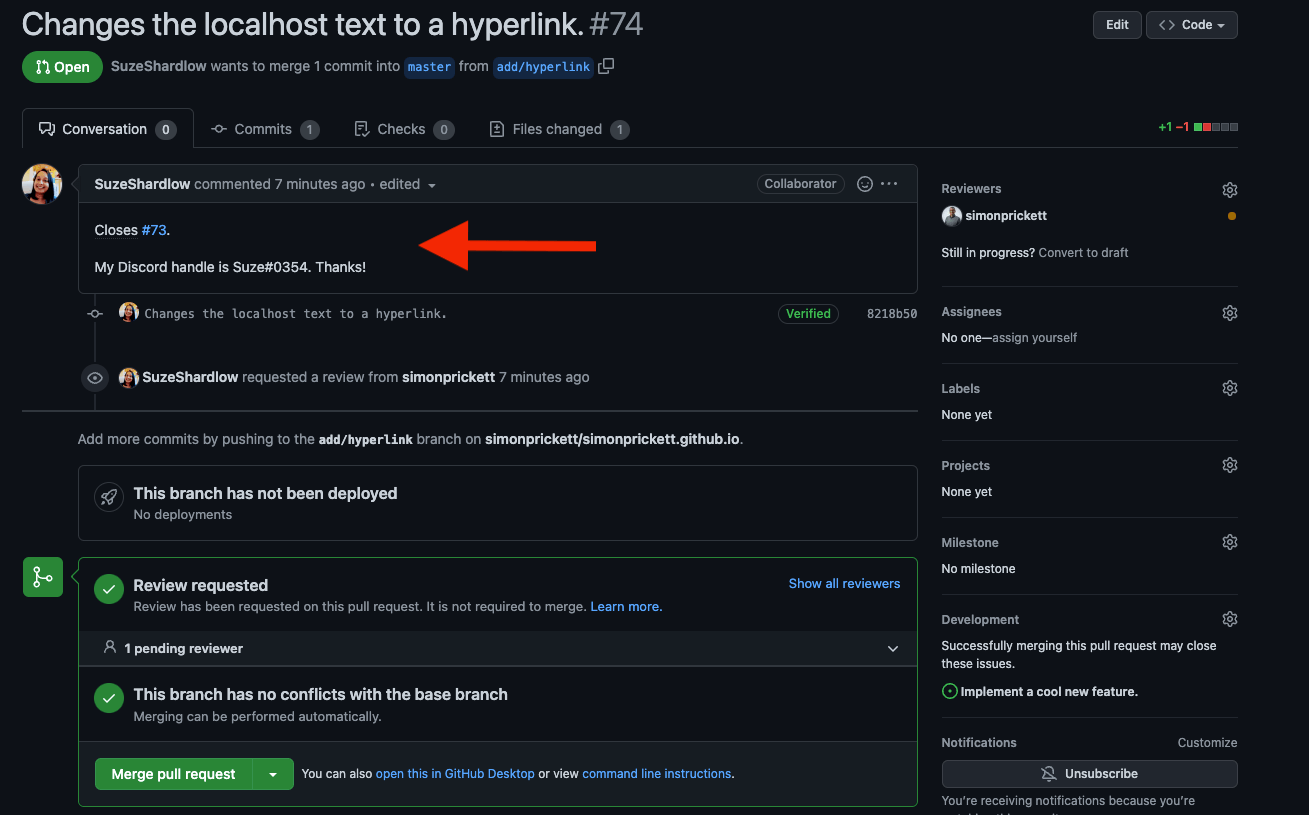 Changes the localhost text to a hyperlink. #74
Edit
Code
Open
SuzeShardlow wants to merge 1 commit into master from add/hyperlink
Conversation 0
Commits 1
Checks 0
Files changed 1
+1 −1
SuzeShardlow commented 7 minutes ago • edited
Collaborator
Closes #73.
My Discord handle is Suze#0354. Thanks!
Changes the localhost text to a hyperlink.
Verified
8218b50
SuzeShardlow requested a review from simonprickett 7 minutes ago
Add more commits by pushing to the add/hyperlink branch on simonprickett/simonprickett.github.io.
This branch has not been deployed
No deployments
Review requested
Show all reviewers
Review has been requested on this pull request. It is not required to merge. Learn more.
1 pending reviewer
This branch has no conflicts with the base branch
Merging can be performed automatically.
Merge pull request
You can also open this in GitHub Desktop or view command line instructions.
Reviewers
simonprickett
Still in progress? Convert to draft
Assignees
No one—assign yourself
Labels
None yet
Projects
None yet
Milestone
No milestone
Development
Successfully merging this pull request may close
these issues.
Implement a cool new feature.
Notifications
Customize
Unsubscribe
You're receiving notifications because you're